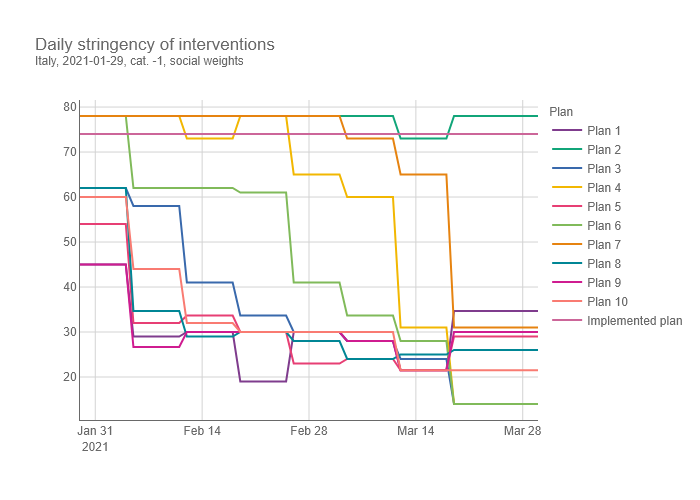 Daily stringency of interventions
Italy, 2021-01-29, cat. -1, social weights
80
70
60
50
40
30
20
Jan 31
2021
Feb 14
Feb 28
Mar 14
Mar 28
Plan
Plan 1
Plan 2
Plan 3
Plan 4
Plan 5
Plan 6
Plan 7
Plan 8
Plan 9
Plan 10
Implemented plan